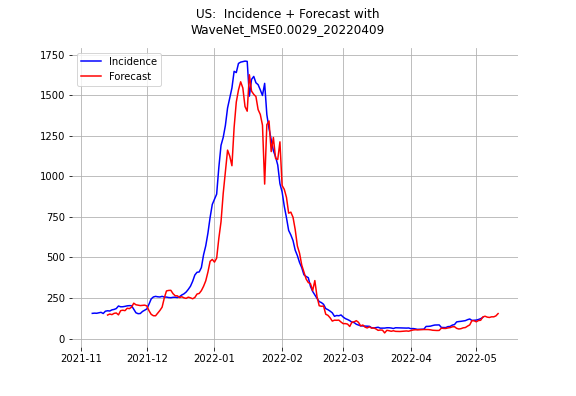 US:  Incidence + Forecast with
WaveNet_MSE0.0029_20220409
Incidence
Forecast
1750
1500
1250
1000
750
500
250
0
2021-11 2021-12 2022-01 2022-02 2022-03 2022-04 2022-05